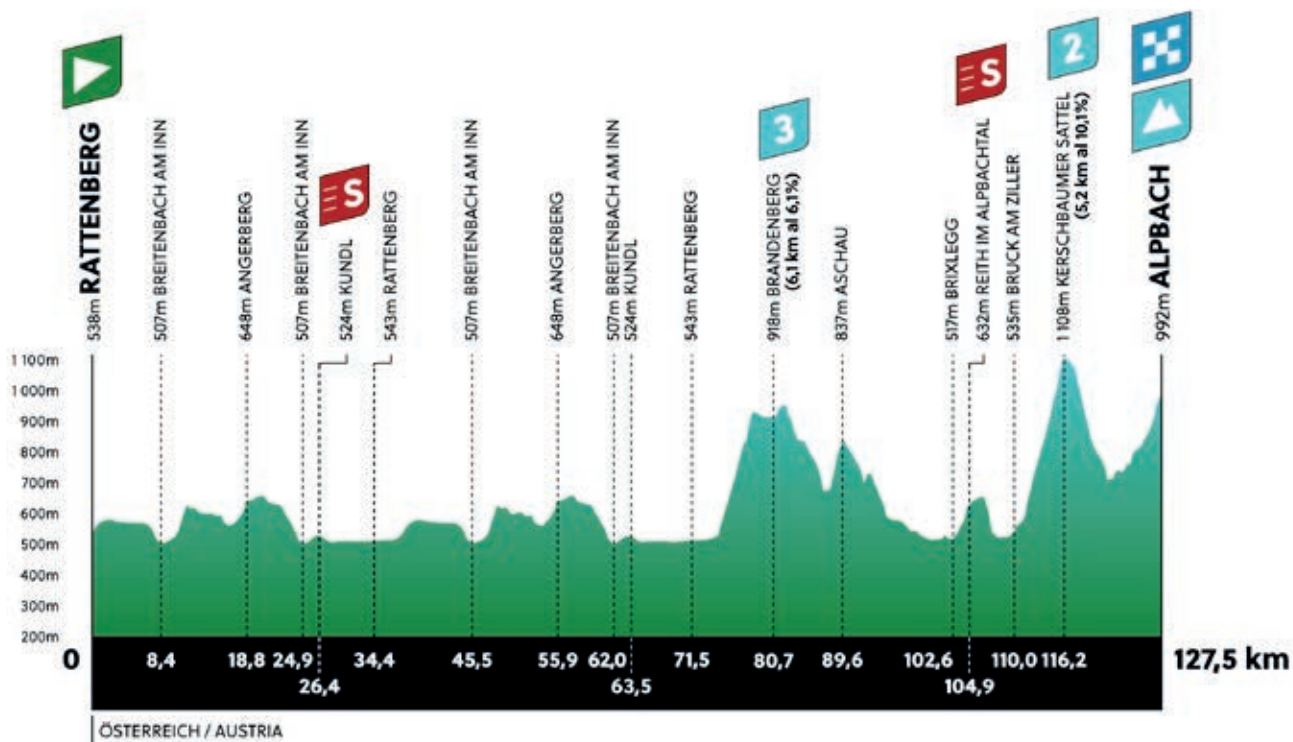 538m RATTENBERG
507m BREITENBACH AM INN
648m ANGERBERG
507m BREITENBACH AM INN
S
524m KUNDL
543m RATTENBERG
507m BREITENBACH AM INN
648m ANGERBERG
507m BREITENBACH AM INN
524m KUNDL
543m RATTENBERG
3
918m BRANDENBERG
(6,1 km al 6,1%)
837m ASCHAU
517m BRIXLEGG
S
632m REITH IM ALPBACHTAL
535m BRUCK AM ZILLER
2
1 108m KERSCHBAUMER SATTEL
(5,2 km al 10,1%)
992m ALPBACH
1 100m
1 000m
900m
800m
700m
600m
500m
400m
300m
200m
0
8,4
18,8
24,9
26,4
34,4
45,5
55,9
62,0
63,5
71,5
80,7
89,6
102,6
104,9
110,0
116,2
127,5 km
ÖSTERREICH / AUSTRIA